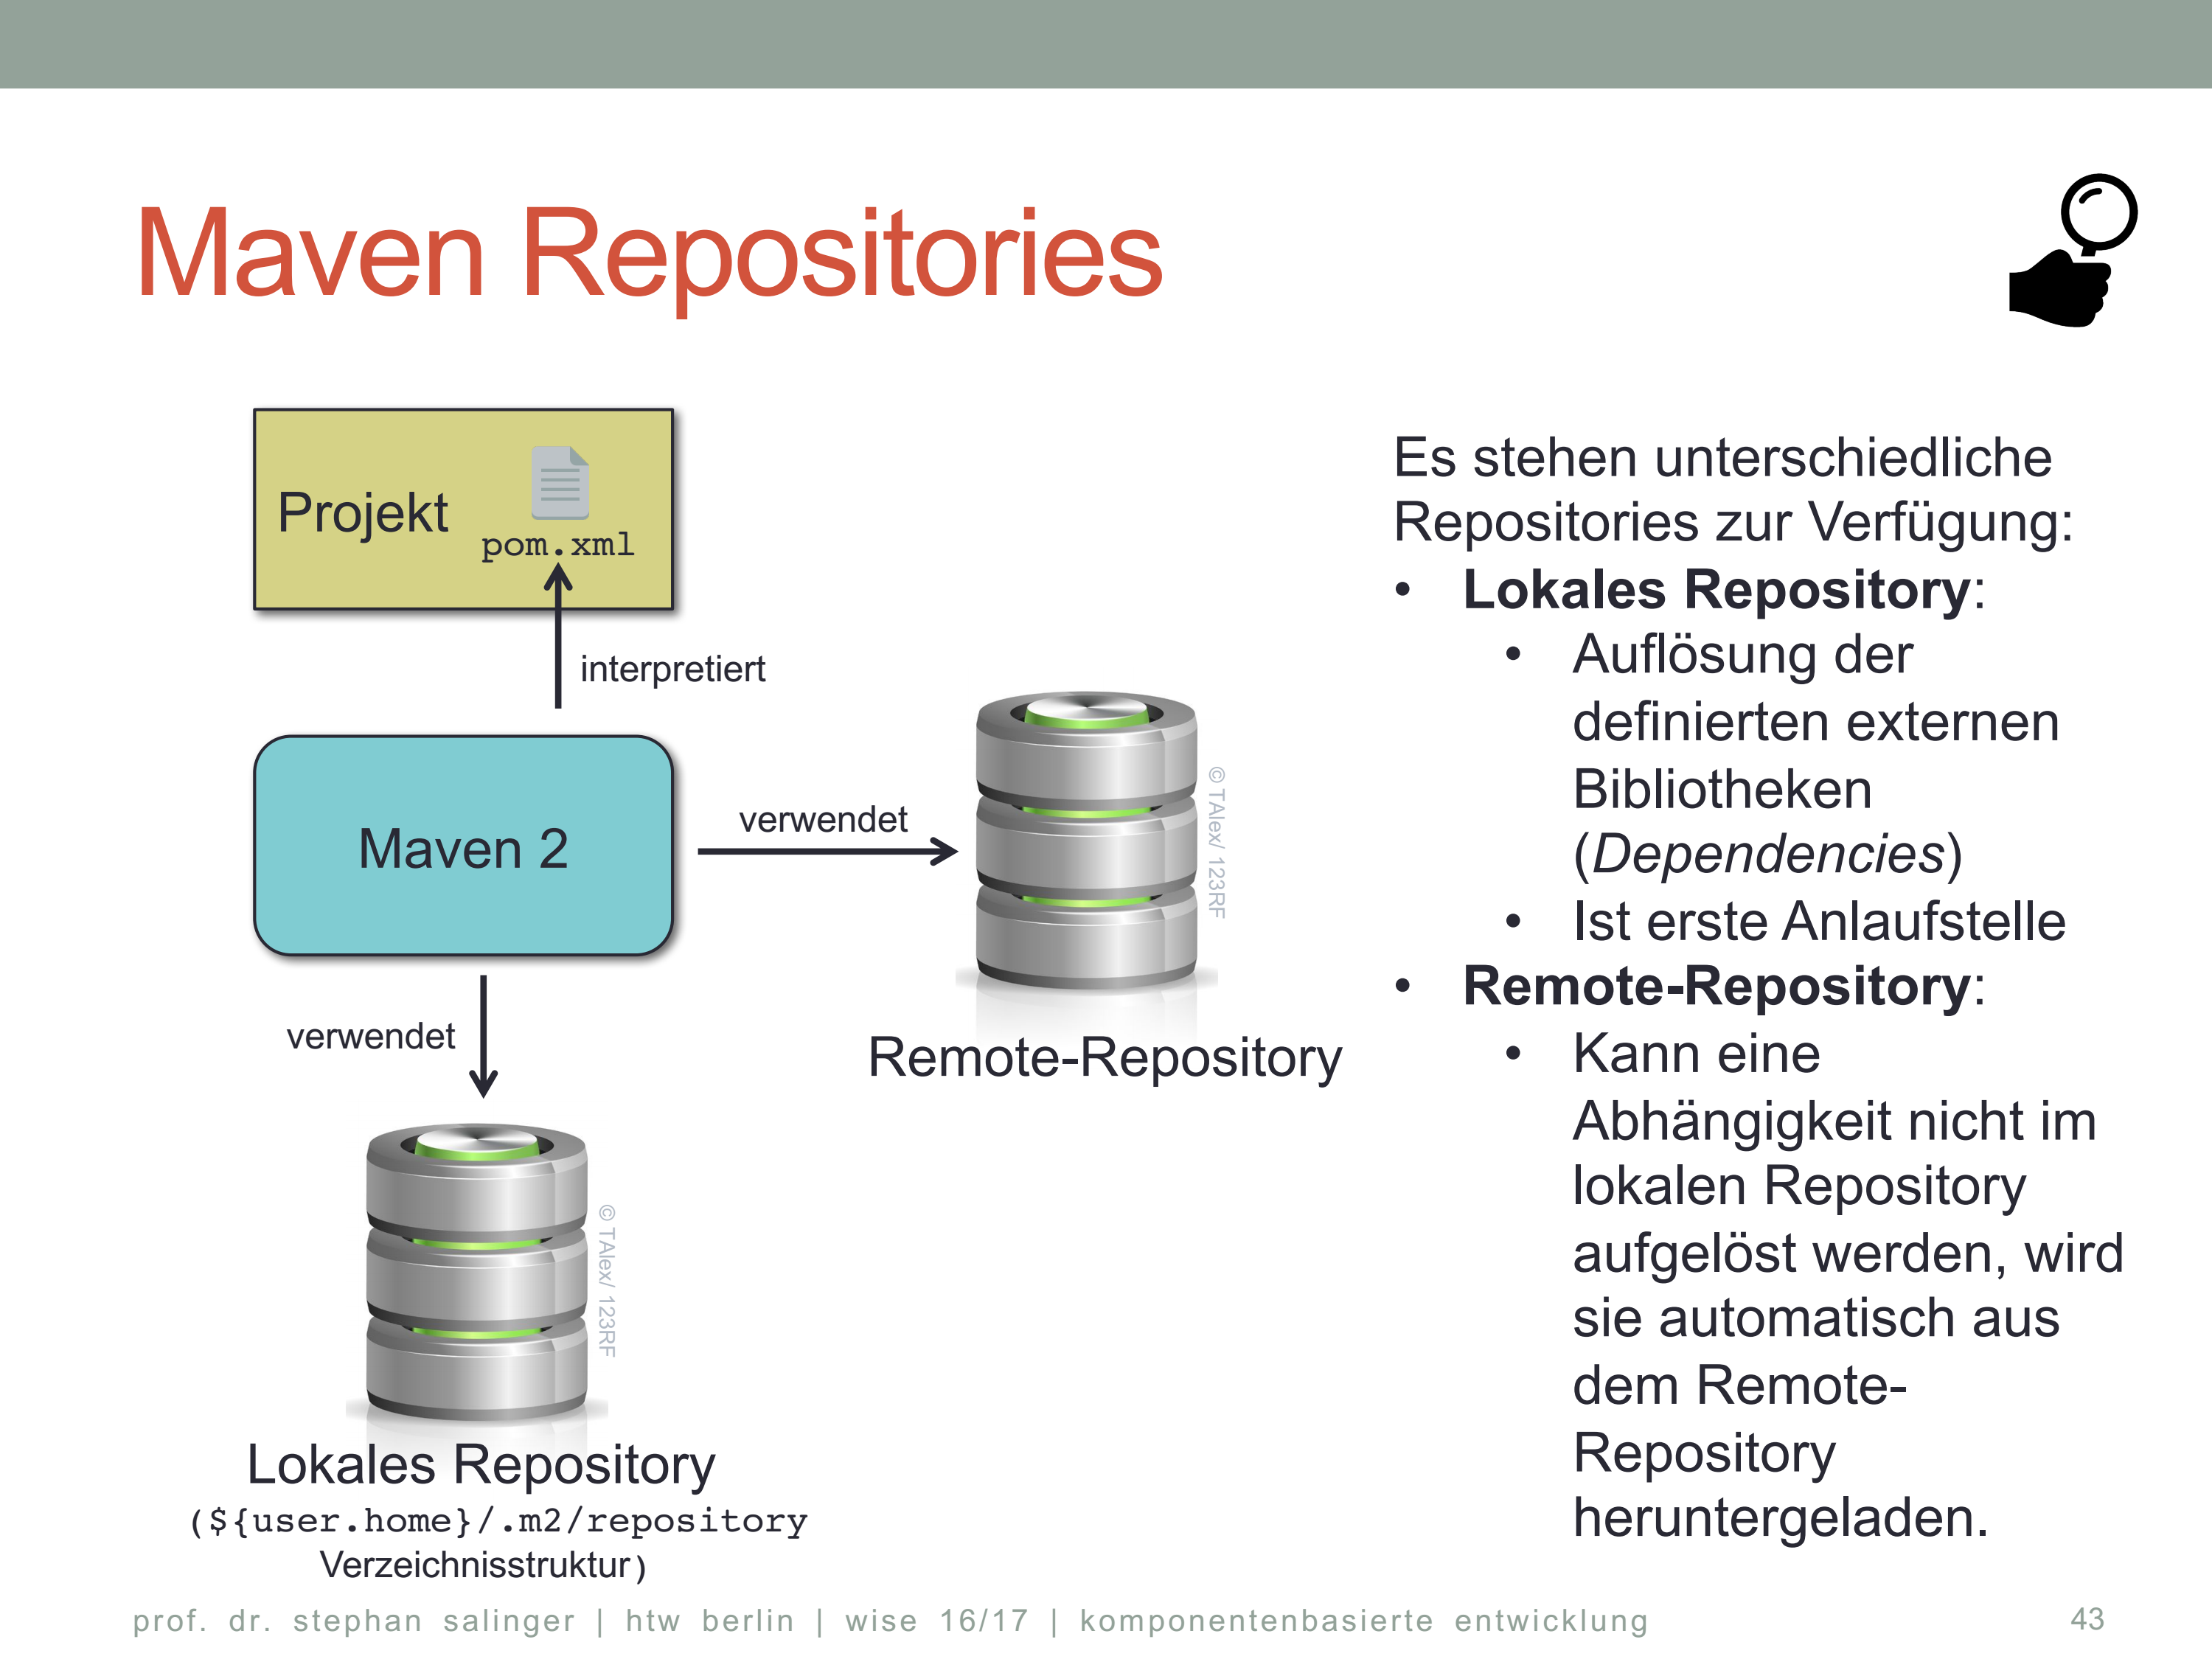 Maven Repositories
Projekt
pom.xml
interpretiert
Maven 2
verwendet
© TAlex/ 123RF
Remote-Repository
verwendet
© TAlex/ 123RF
Lokales Repository
(${user.home}/.m2/repository
Verzeichnisstruktur)
Es stehen unterschiedliche
Repositories zur Verfügung:
• Lokales Repository:
• Auflösung der
definierten externen
Bibliotheken
(Dependencies)
• Ist erste Anlaufstelle
• Remote-Repository:
• Kann eine
Abhängigkeit nicht im
lokalen Repository
aufgelöst werden, wird
sie automatisch aus
dem Remote-
Repository
heruntergeladen.
prof. dr. stephan salinger | htw berlin | wise 16/17 | komponentenbasierte entwicklung
43